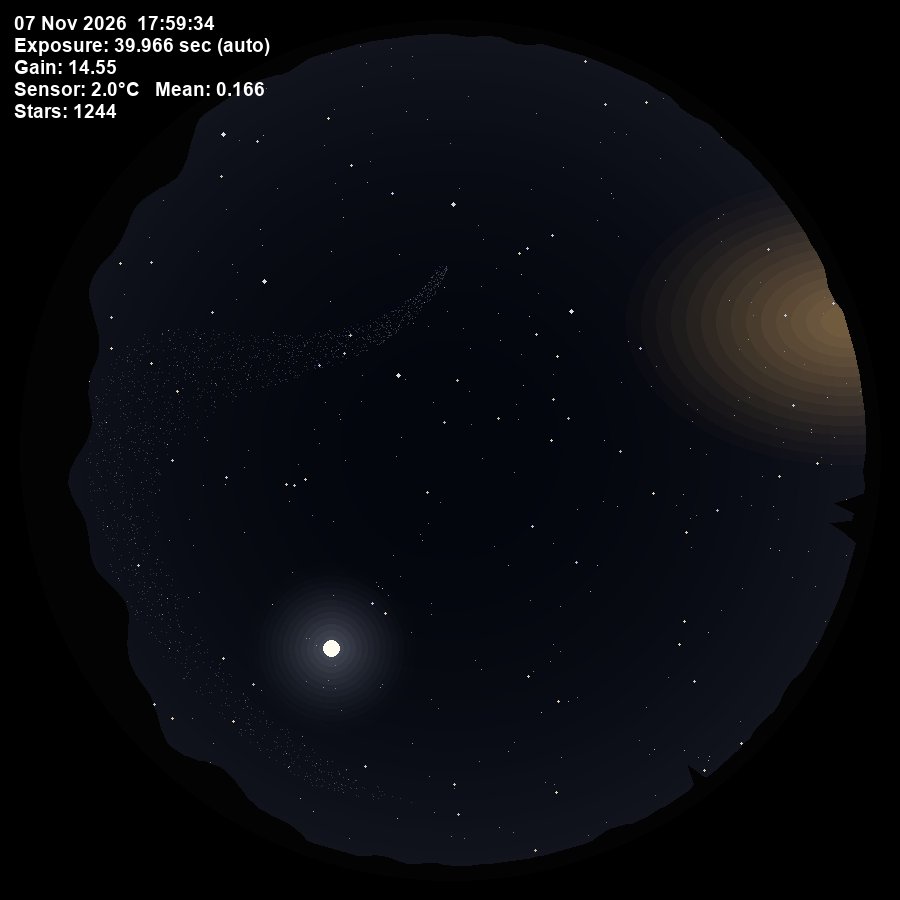 07 Nov 2026  17:59:34
Exposure: 39.966 sec (auto)
Gain: 14.55
Sensor: 2.0°C   Mean: 0.166
Stars: 1244